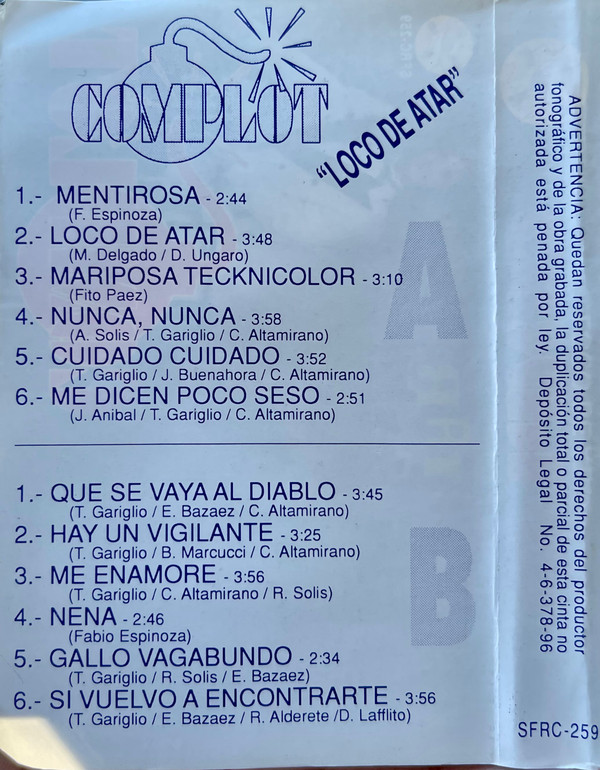 COMPLOT
"LOCO DE ATAR"
1.- MENTIROSA - 2:44
(F. Espinoza)
2.- LOCO DE ATAR - 3:48
(M. Delgado / D. Ungaro)
3.- MARIPOSA TECKNICOLOR - 3:10
(Fito Paez)
4.- NUNCA, NUNCA - 3:58
(A. Solis / T. Gariglio / C. Altamirano)
5.- CUIDADO CUIDADO - 3:52
(T. Gariglio / J. Buenahora / C. Altamirano)
6.- ME DICEN POCO SESO - 2:51
(J. Anibal / T. Gariglio / C. Altamirano)
A
1.- QUE SE VAYA AL DIABLO - 3:45
(T. Gariglio / E. Bazaez / C. Altamirano)
2.- HAY UN VIGILANTE - 3:25
(T. Gariglio / B. Marcucci / C. Altamirano)
3.- ME ENAMORE - 3:56
(T. Gariglio / C. Altamirano / R. Solis)
4.- NENA - 2:46
(Fabio Espinoza)
5.- GALLO VAGABUNDO - 2:34
(T. Gariglio / R. Solis / E. Bazaez)
6.- SI VUELVO A ENCONTRARTE - 3:56
(T. Gariglio / E. Bazaez / R. Alderete /D. Lafflito)
B
ADVERTENCIA: Quedan reservados todos los derechos del productor
fonográfico y de la obra grabada, la duplicación total o parcial de esta cinta no
autorizada está penada por ley. Depósito Legal No. 4-6-378-96
SFRC-259